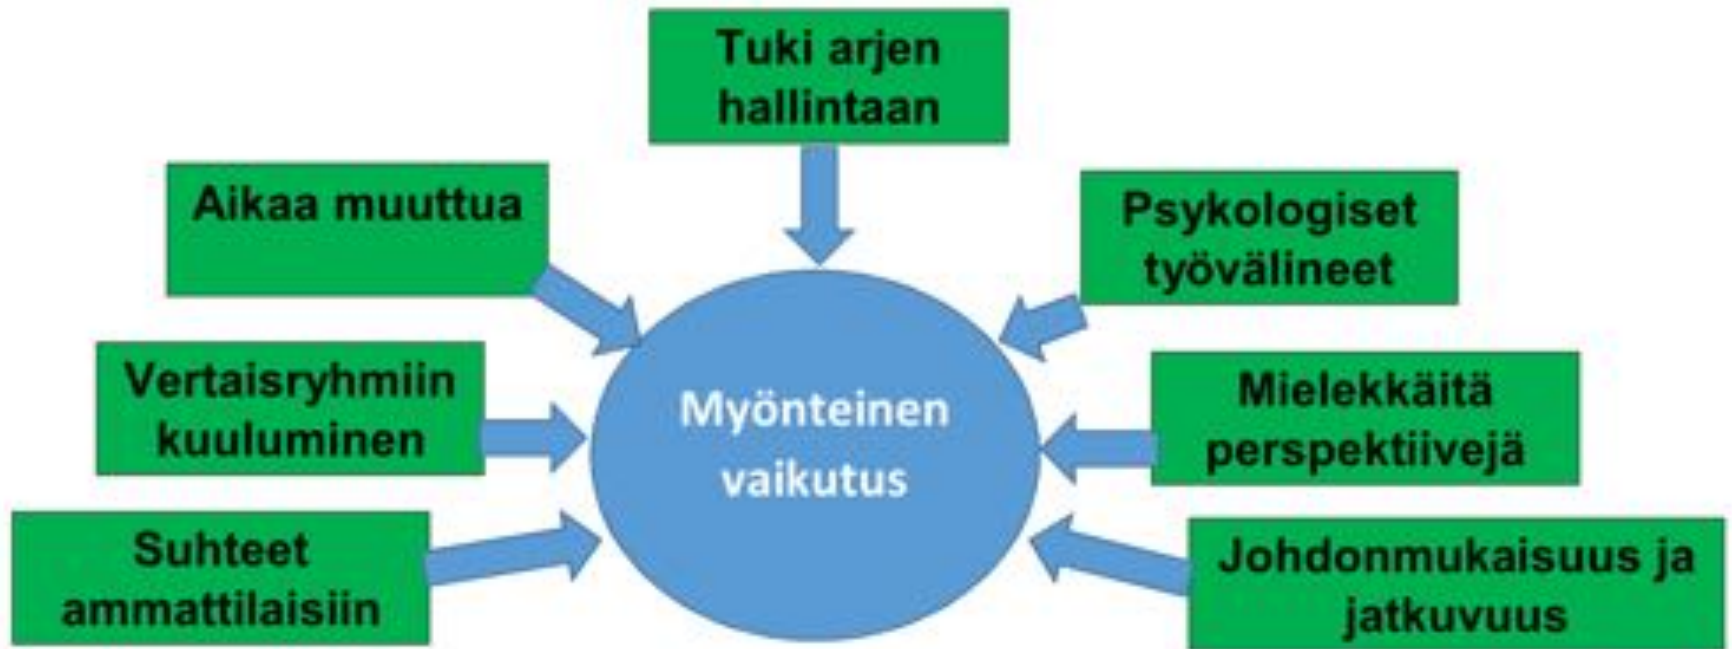 Tuki arjen
hallintaan
Aikaa muuttua
Psykologiset
työvälineet
Vertaisryhmiin
kuuluminen
Myönteinen
vaikutus
Mielekkäitä
perspektiivejä
Suhteet
ammattilaisiin
Johdonmukaisuus ja
jatkuvuus